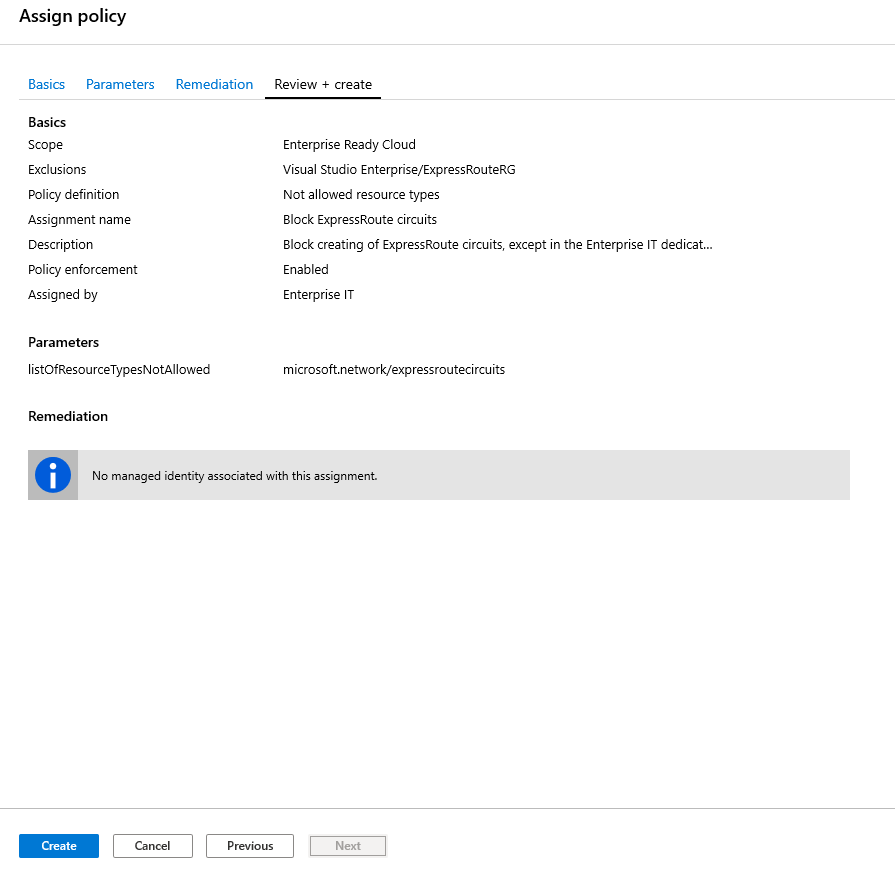 Assign policy
Basics Parameters Remediation Review + create
Basics
Scope Enterprise Ready Cloud
Exclusions Visual Studio Enterprise/ExpressRouteRG
Policy definition Not allowed resource types
Assignment name Block ExpressRoute circuits
Description Block creating of ExpressRoute circuits, except in the Enterprise IT dedicat...
Policy enforcement Enabled
Assigned by Enterprise IT
Parameters
listOfResourceTypesNotAllowed microsoft.network/expressroutecircuits
Remediation
No managed identity associated with this assignment.
Create Cancel Previous Next